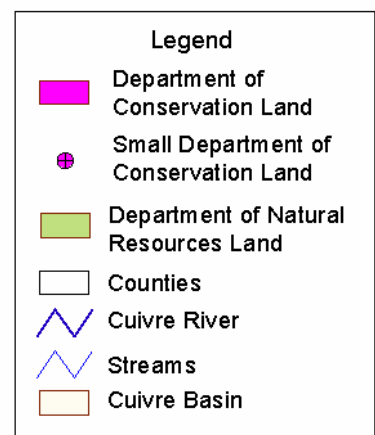 Legend
Department of
Conservation Land
Small Department of
Conservation Land
Department of Natural
Resources Land
Counties
Cuivre River
Streams
Cuivre Basin